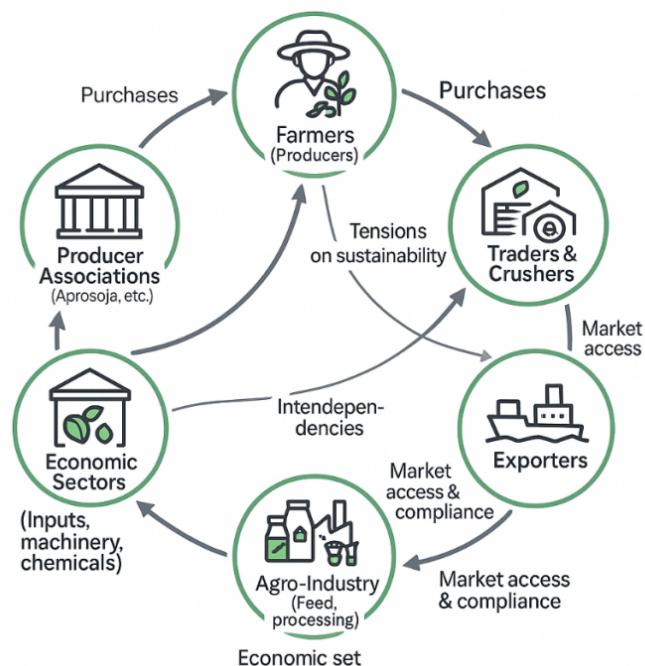 Purchases
Farmers
(Producers)
Purchases
Producer
Associations
(Aprosoja, etc.)
Tensions
on sustainability
Traders &
Crushers
Market
access
Economic
Sectors
(Inputs,
machinery,
chemicals)
Intendepen-
dencies
Exporters
Market
access &
compliance
Agro-Industry
(Feed,
processing)
Market access
& compliance
Economic set